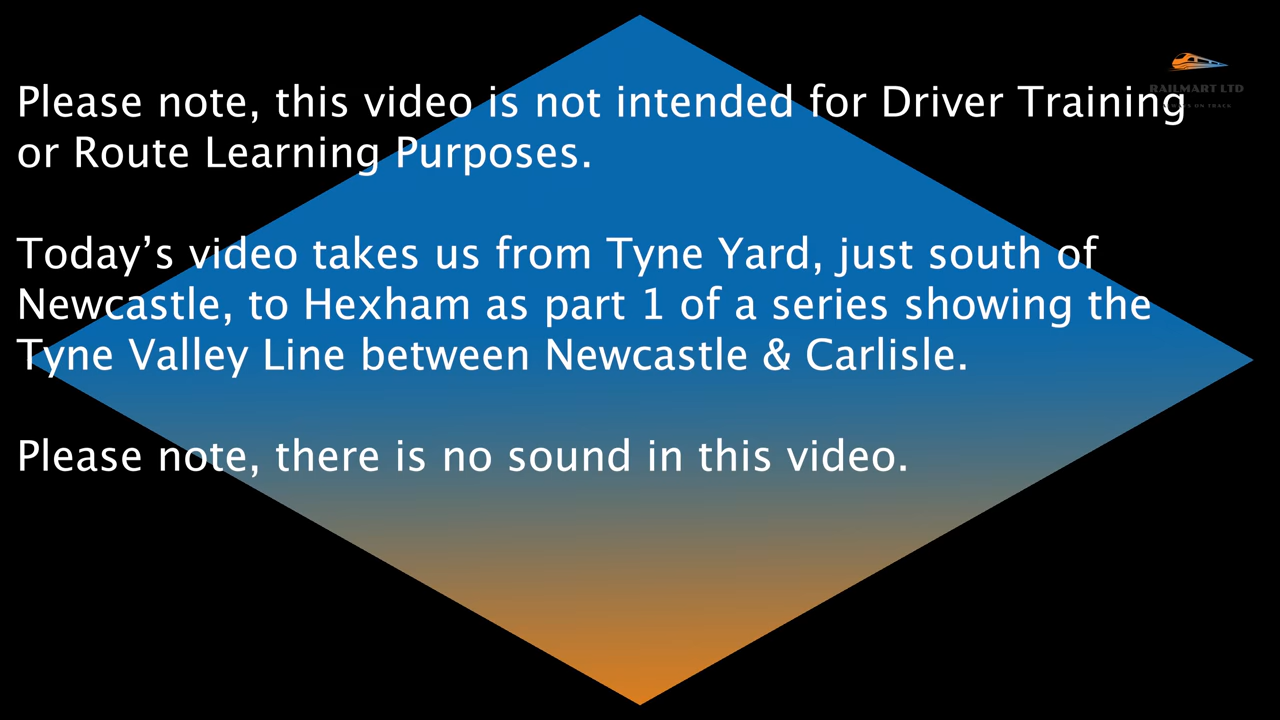 Please note, this video is not intended for Driver Training
or Route Learning Purposes.
Today’s video takes us from Tyne Yard, just south of
Newcastle, to Hexham as part 1 of a series showing the
Tyne Valley Line between Newcastle & Carlisle.
Please note, there is no sound in this video.
RAILMART LTD
ON TRACK